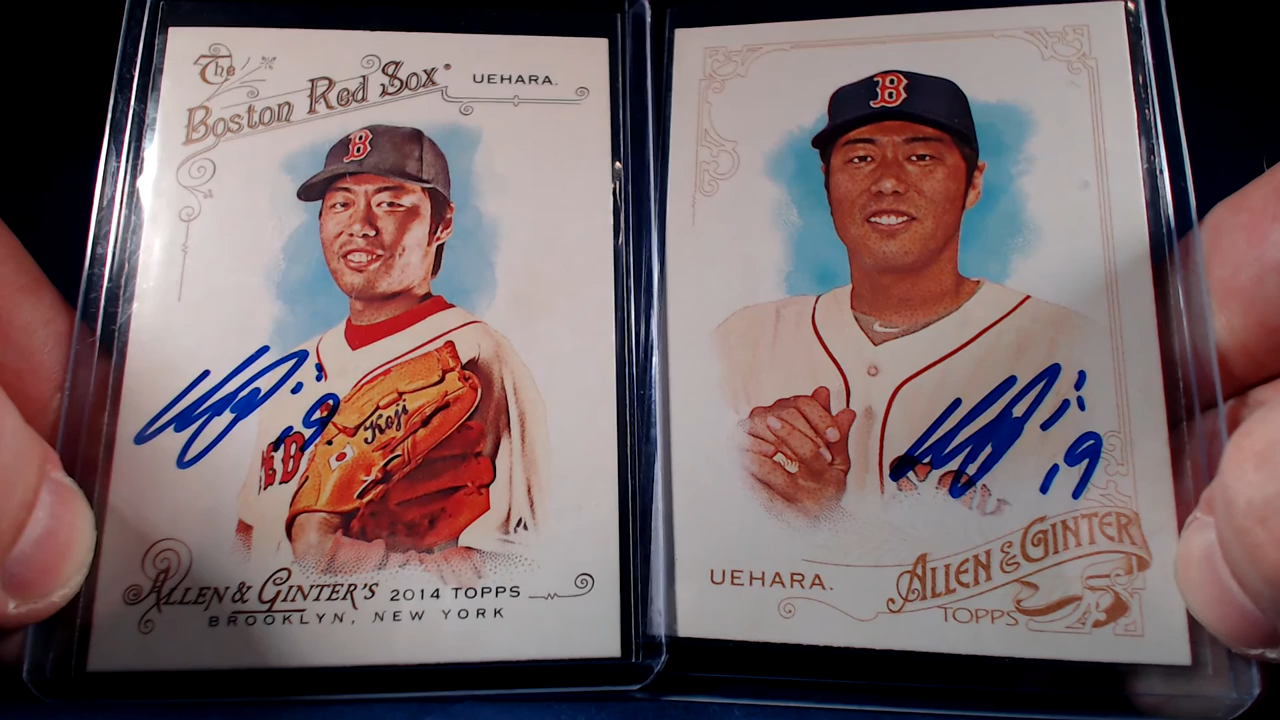 The
Boston Red Sox
UEHARA.
19
Koji
ED
ALLEN & GINTER'S 2014 TOPPS
BROOKLYN, NEW YORK
B
B
19
ALLEN & GINTER
UEHARA.
TOPPS